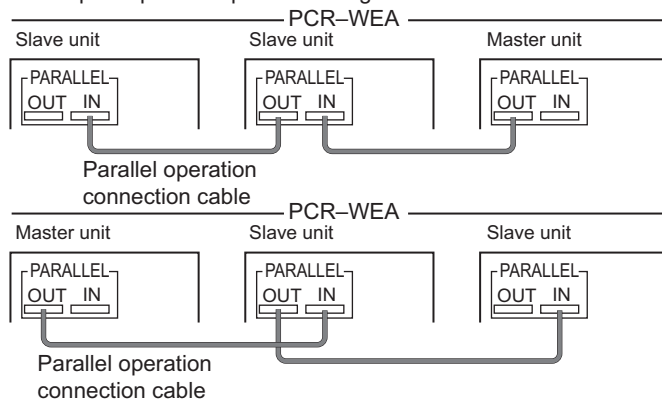 PCR–WEA
Slave unit Slave unit Master unit
PARALLEL PARALLEL PARALLEL
OUT IN OUT IN OUT IN
Parallel operation
connection cable
PCR–WEA
Master unit Slave unit Slave unit
PARALLEL PARALLEL PARALLEL
OUT IN OUT IN OUT IN
Parallel operation
connection cable